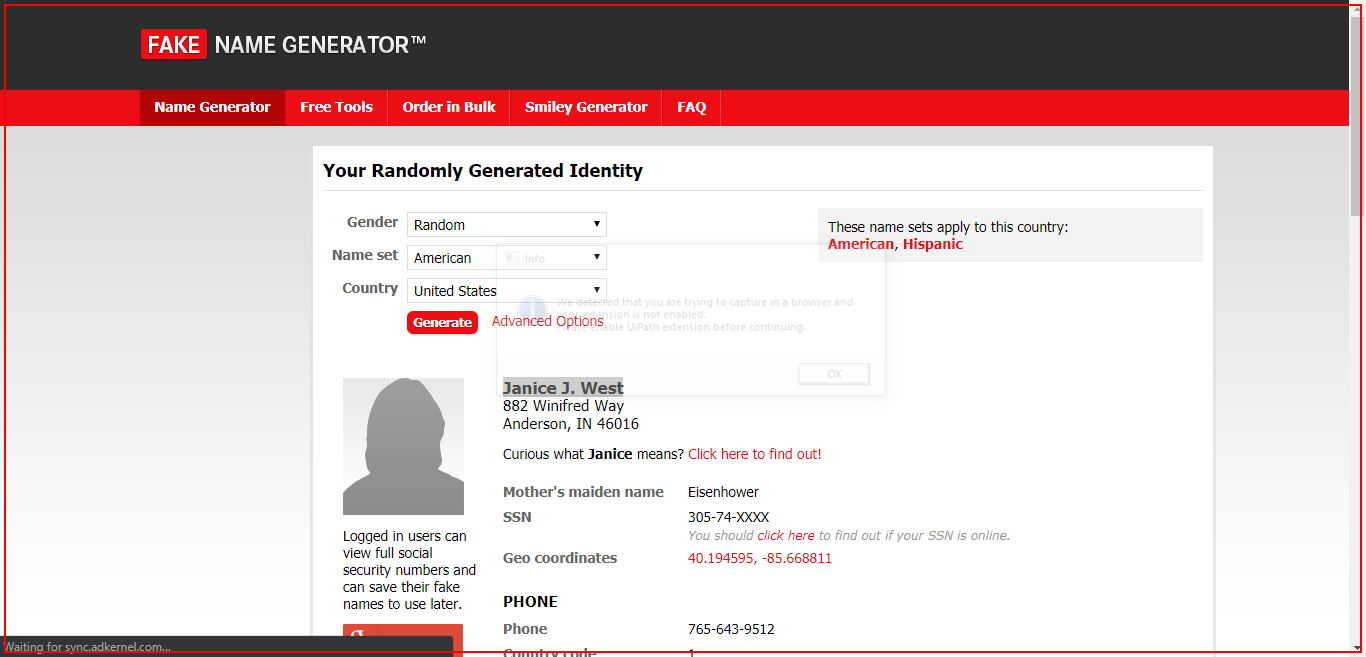 FAKE NAME GENERATOR™
Name Generator Free Tools Order in Bulk Smiley Generator FAQ
Your Randomly Generated Identity
Gender Random
Name set American
Country United States
Generate Advanced Options
These name sets apply to this country:
American, Hispanic
Info
We detected that you are trying to capture in a browser and
your extension is not enabled.
Please enable UiPath extension before continuing.
OK
Janice J. West
882 Winifred Way
Anderson, IN 46016
Curious what Janice means? Click here to find out!
Mother's maiden name Eisenhower
SSN 305-74-XXXX
You should click here to find out if your SSN is online.
Geo coordinates 40.194595, -85.668811
Logged in users can
view full social
security numbers and
can save their fake
names to use later.
PHONE
Phone 765-643-9512
Country code 1
Waiting for sync.adkernel.com...